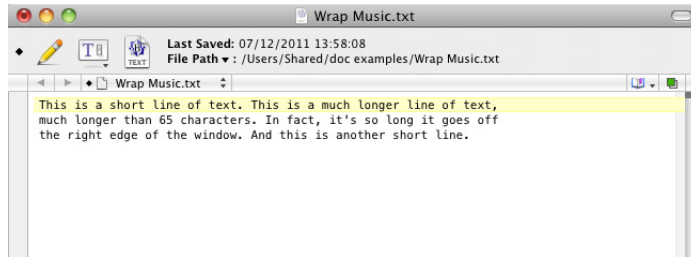 Wrap Music.txt
Last Saved: 07/12/2011 13:58:08
File Path ▾ : /Users/Shared/doc examples/Wrap Music.txt
TEXT
Wrap Music.txt
This is a short line of text. This is a much longer line of text,
much longer than 65 characters. In fact, it's so long it goes off
the right edge of the window. And this is another short line.